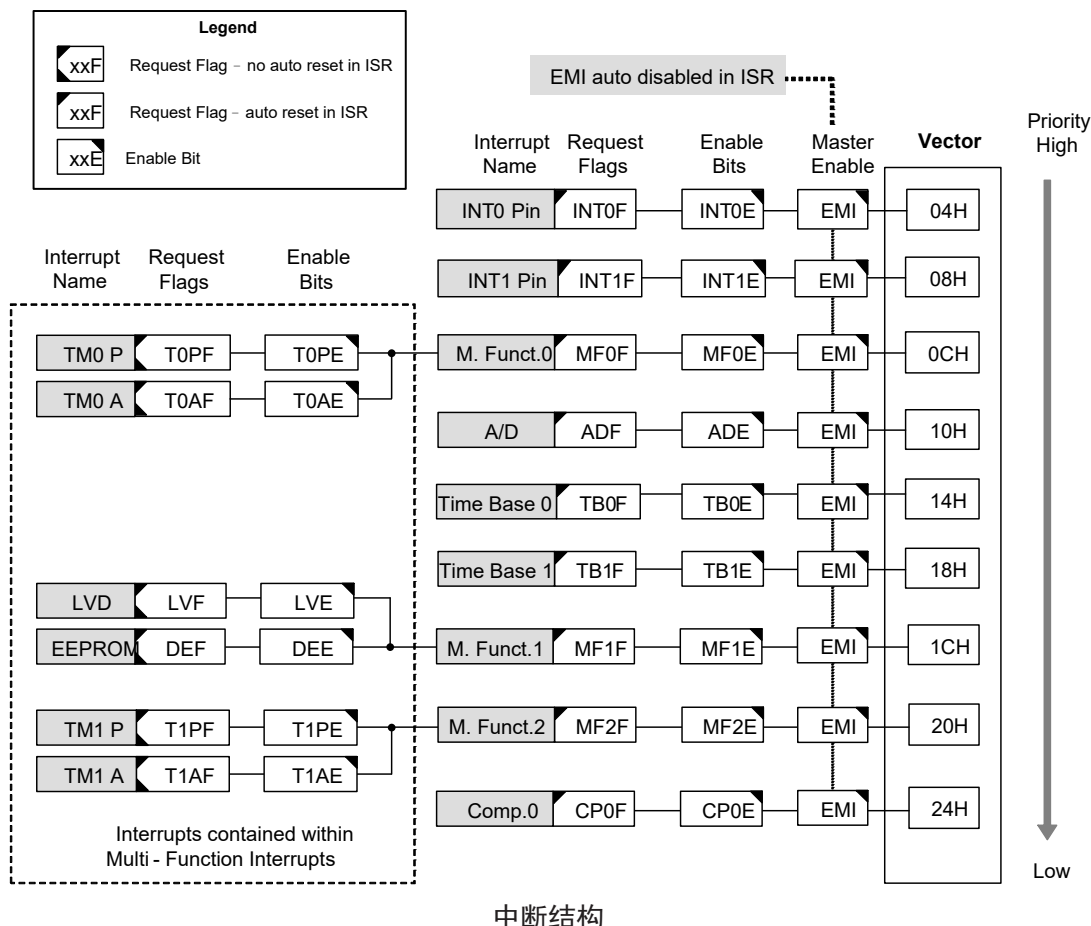 Legend
xxF Request Flag – no auto reset in ISR
xxF Request Flag – auto reset in ISR
xxE Enable Bit
EMI auto disabled in ISR
Interrupt Name Request Flags Enable Bits Master Enable Vector Priority High
INT0 Pin INT0F INT0E EMI 04H
Interrupt Name Request Flags Enable Bits
INT1 Pin INT1F INT1E EMI 08H
TM0 P T0PF T0PE M. Funct.0 MF0F MF0E EMI 0CH
TM0 A T0AF T0AE
A/D ADF ADE EMI 10H
Time Base 0 TB0F TB0E EMI 14H
Time Base 1 TB1F TB1E EMI 18H
LVD LVF LVE
EEPROM DEF DEE M. Funct.1 MF1F MF1E EMI 1CH
TM1 P T1PF T1PE M. Funct.2 MF2F MF2E EMI 20H
TM1 A T1AF T1AE
Comp.0 CP0F CP0E EMI 24H
Interrupts contained within
Multi - Function Interrupts
Low
中断结构